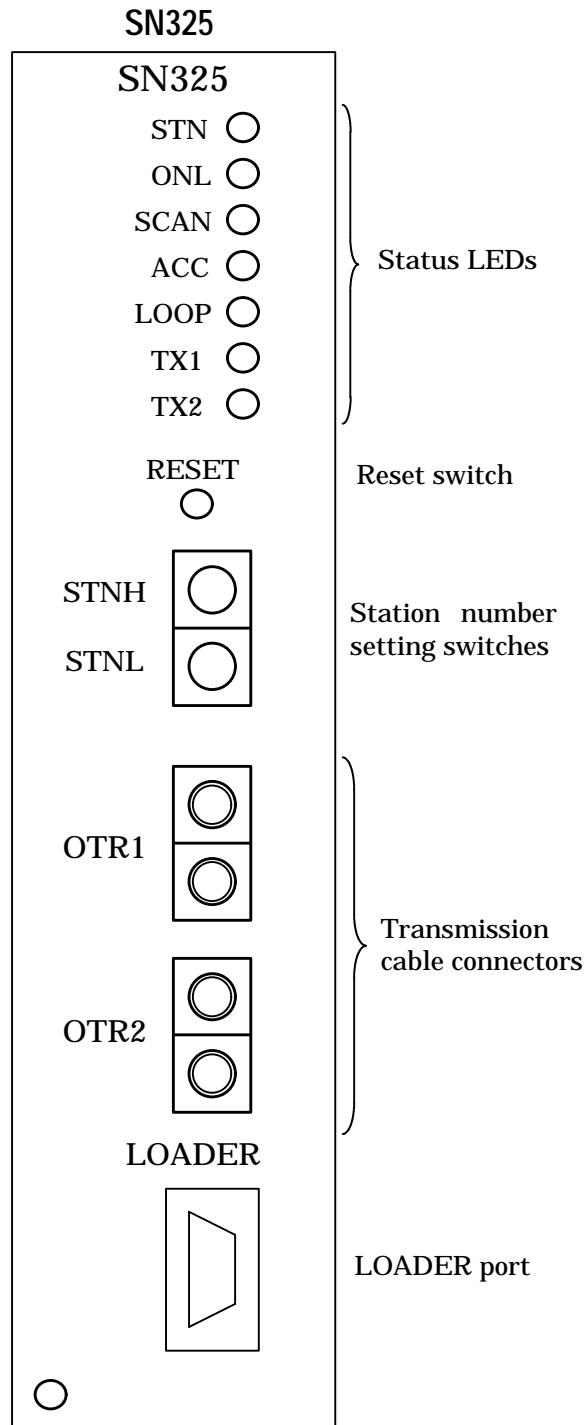 SN325
SN325
STN
ONL
SCAN
ACC
LOOP
TX1
TX2
Status LEDs
RESET
Reset switch
STNH
STNL
Station number
setting switches
OTR1
OTR2
Transmission
cable connectors
LOADER
LOADER port